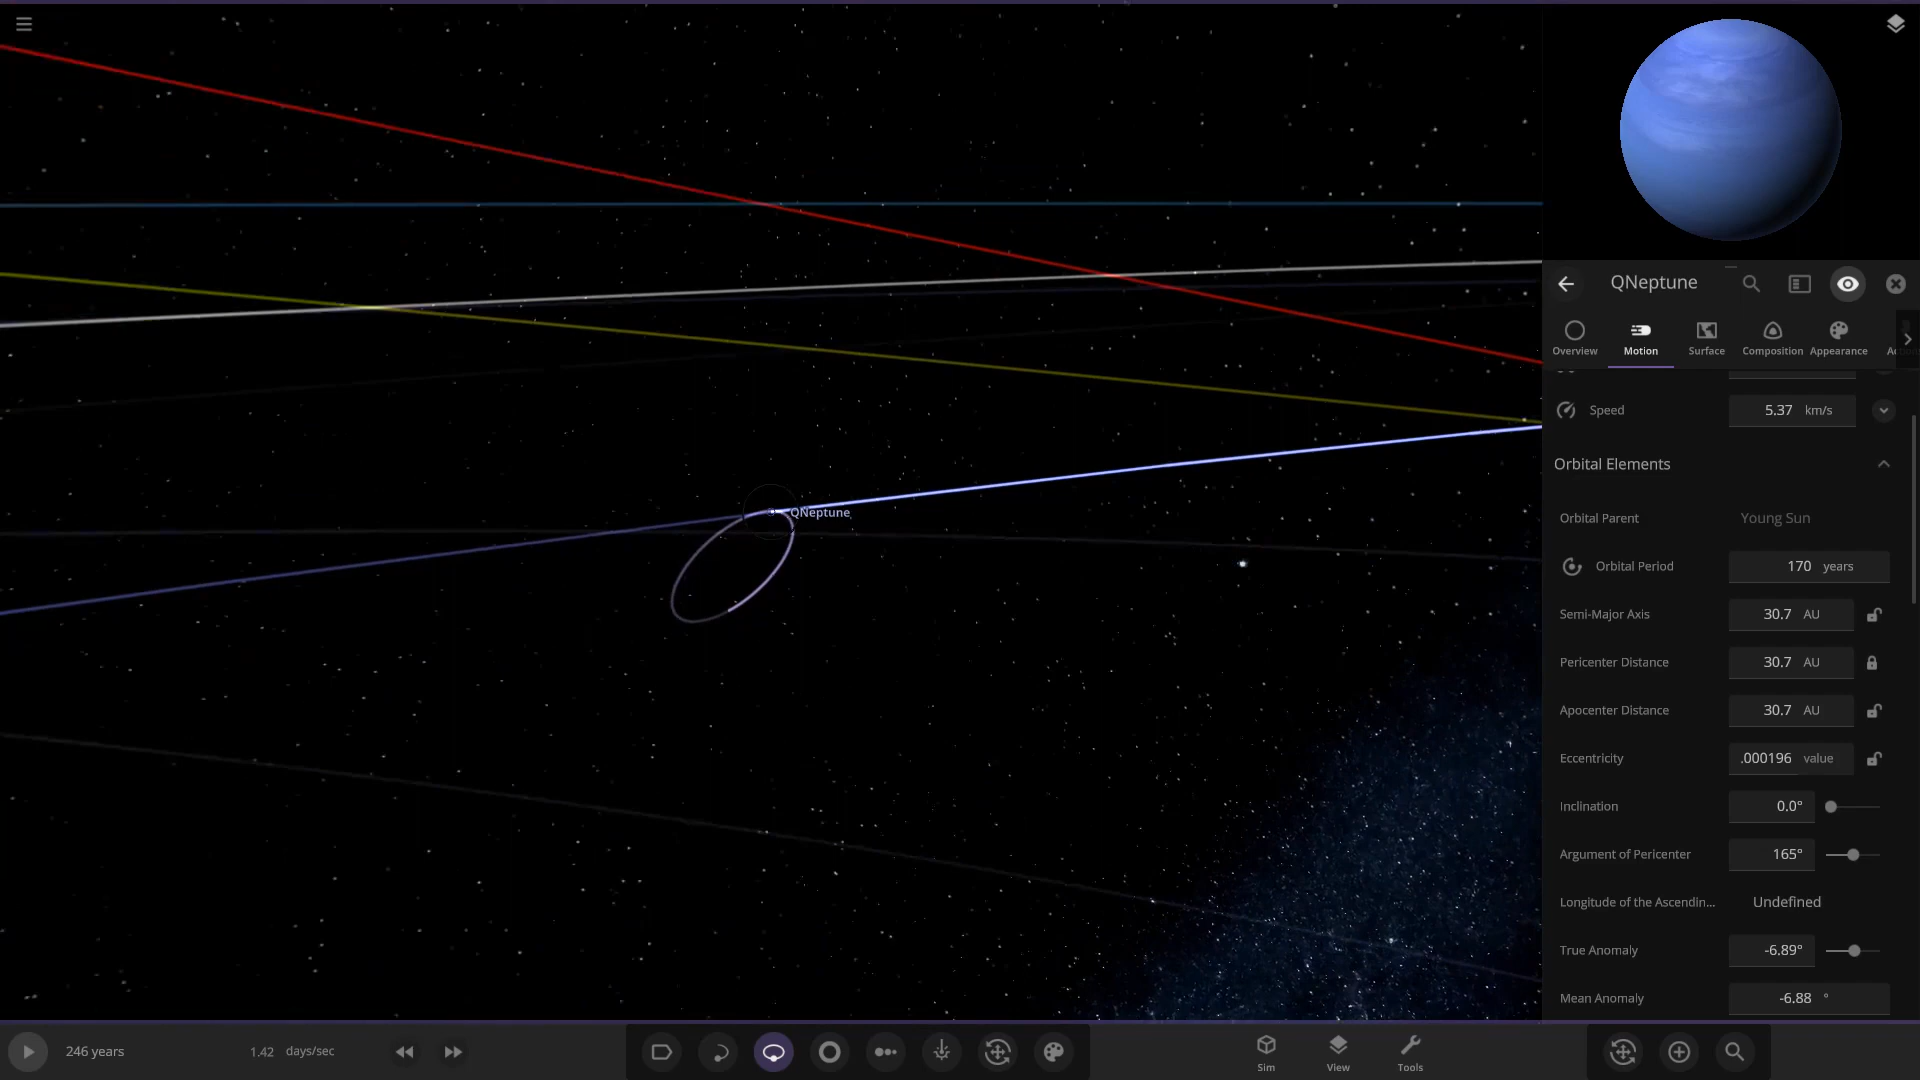 QNeptune
Overview Motion Surface Composition Appearance
Speed 5.37 km/s
Orbital Elements
Orbital Parent Young Sun
Orbital Period 170 years
Semi-Major Axis 30.7 AU
Pericenter Distance 30.7 AU
Apocenter Distance 30.7 AU
Eccentricity .000196 value
Inclination 0.0°
Argument of Pericenter 165°
Longitude of the Ascendin... Undefined
True Anomaly -6.89°
Mean Anomaly -6.88 °
QNeptune
246 years 1.42 days/sec
Sim View Tools